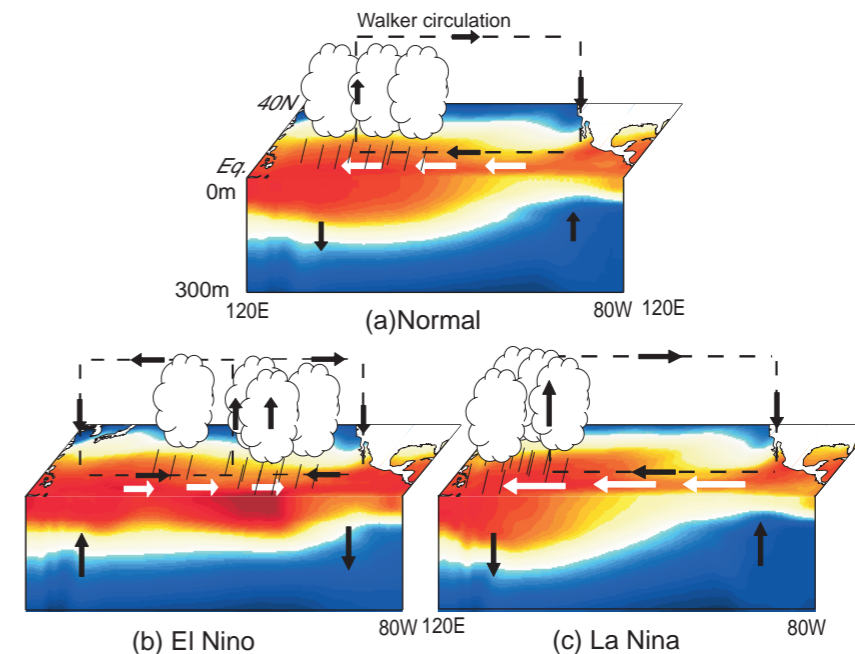 Walker circulation
40N
Eq.
0m
300m
120E
80W
120E
(a)Normal
80W
120E
80W
(b) El Nino
(c) La Nina